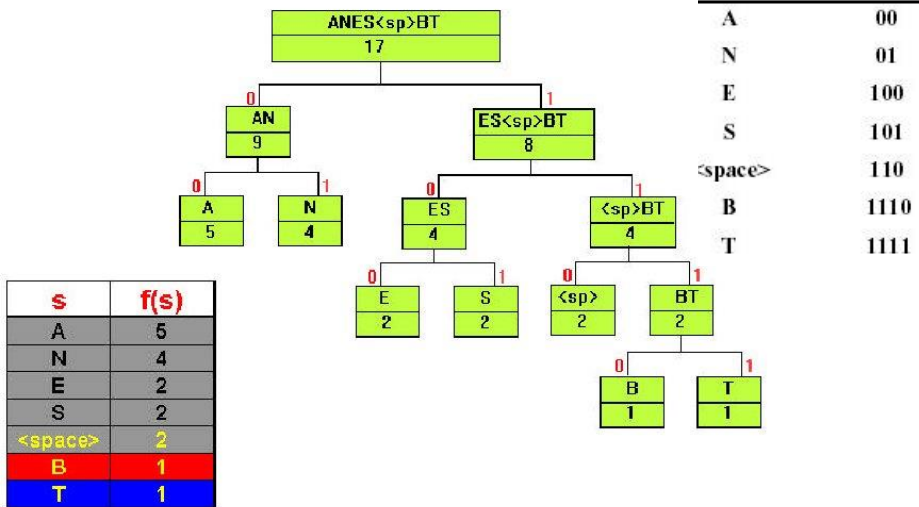 ANES<sp>BT
17
0 1
AN
9
ES<sp>BT
8
0 1
A
5
N
4
0 1
ES
4
<sp>BT
4
0 1
E
2
S
2
0 1
<sp>
2
BT
2
0 1
B
1
T
1
A 00
N 01
E 100
S 101
<space> 110
B 1110
T 1111
s f(s)
A 5
N 4
E 2
S 2
<space> 2
B 1
T 1